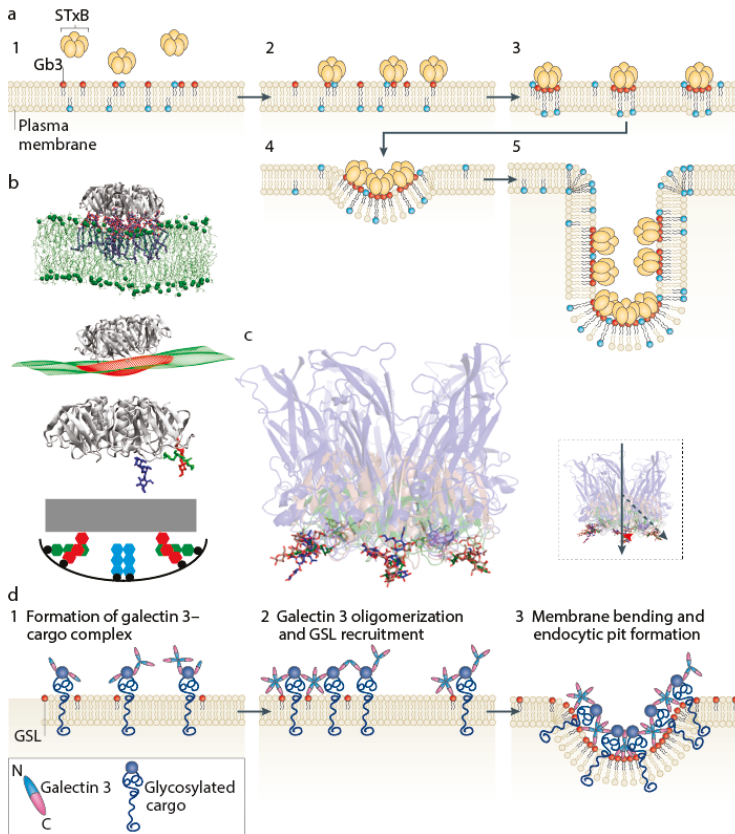 a
STxB
1
2
3
Gb3
Plasma
membrane
4
5
b
c
d
1 Formation of galectin 3–
cargo complex
2 Galectin 3 oligomerization
and GSL recruitment
3 Membrane bending and
endocytic pit formation
GSL
N
Galectin 3
C
Glycosylated
cargo